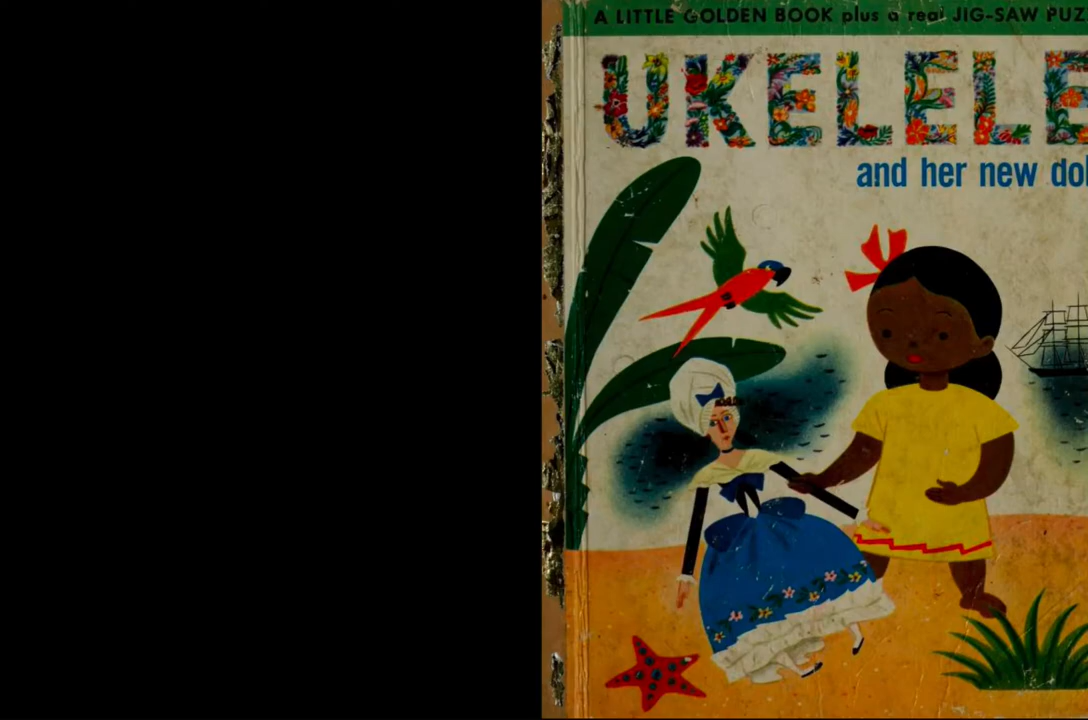 A LITTLE GOLDEN BOOK plus a real JIG-SAW PUZ
UKELELE
and her new dol